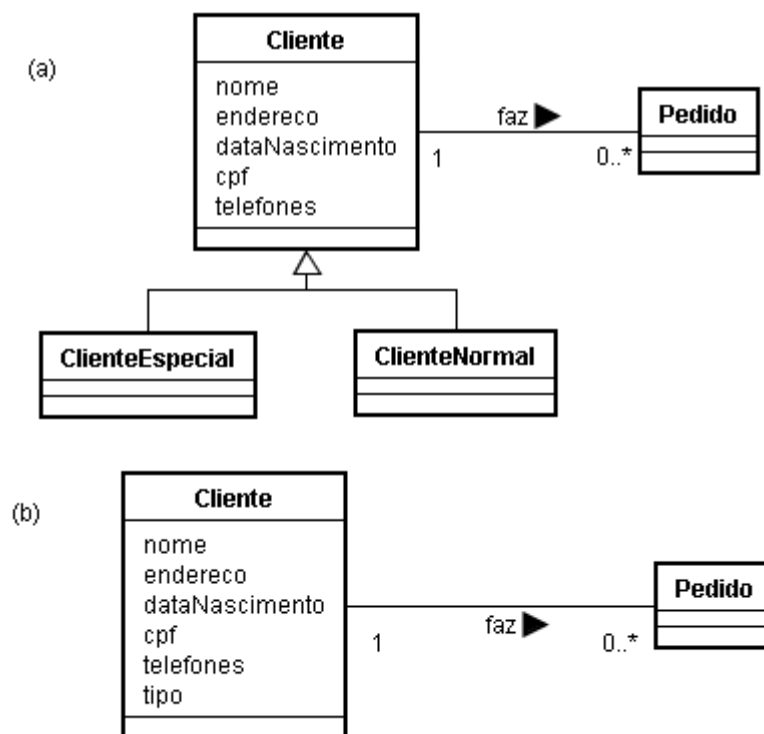 (a)
Cliente
nome
endereco
dataNascimento
cpf
telefones
faz
1
0..*
Pedido
ClienteEspecial
ClienteNormal
(b)
Cliente
nome
endereco
dataNascimento
cpf
telefones
tipo
faz
1
0..*
Pedido